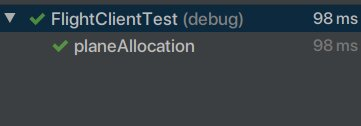 FlightClientTest (debug) 98 ms
planeAllocation 98 ms